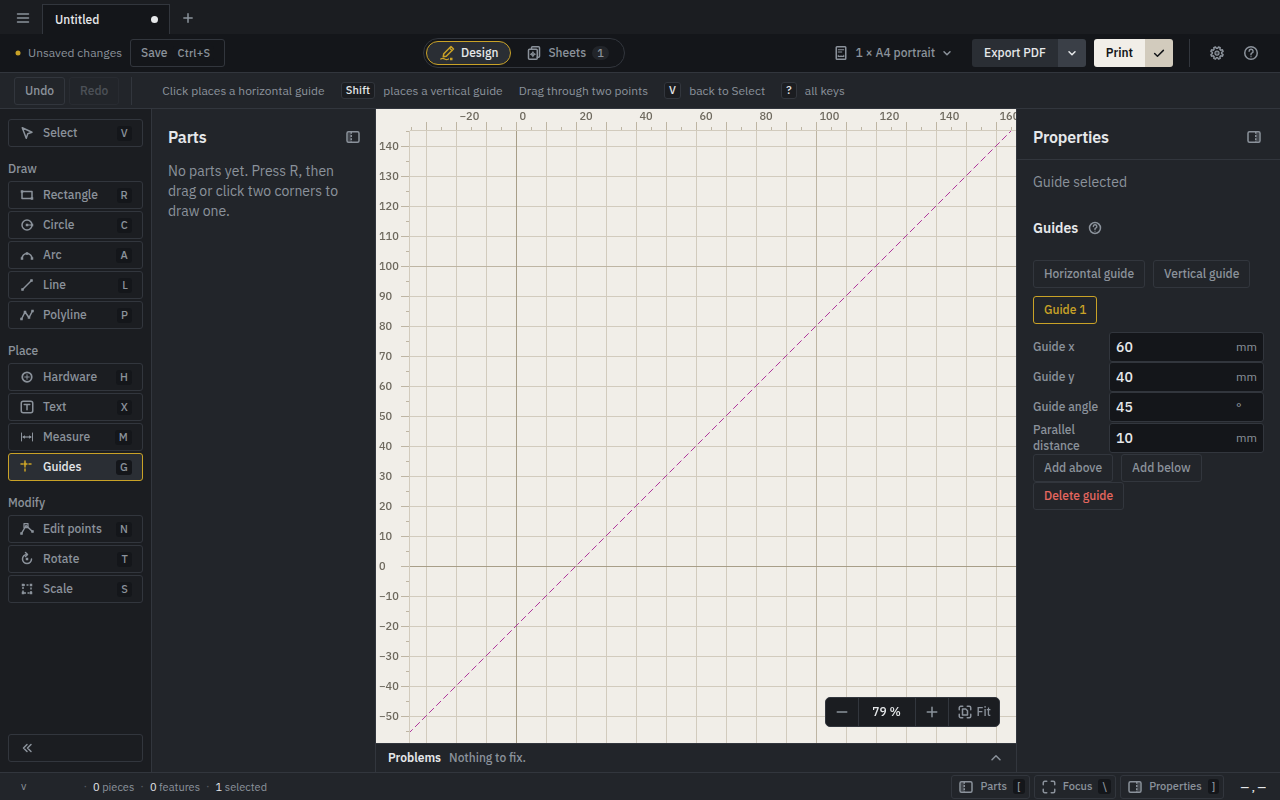 Untitled
Unsaved changes
Save Ctrl+S
Design
Sheets 1
1 × A4 portrait
Export PDF
Print
Undo
Redo
Click places a horizontal guide
Shift places a vertical guide
Drag through two points
V back to Select
? all keys
Select V
Draw
Rectangle R
Circle C
Arc A
Line L
Polyline P
Place
Hardware H
Text X
Measure M
Guides G
Modify
Edit points N
Rotate T
Scale S
Parts
No parts yet. Press R, then
drag or click two corners to
draw one.
−20 0 20 40 60 80 100 120 140 160
140
130
120
110
100
90
80
70
60
50
40
30
20
10
0
−10
−20
−30
−40
−50
79 %
Fit
Problems Nothing to fix.
Properties
Guide selected
Guides
Horizontal guide
Vertical guide
Guide 1
Guide x 60 mm
Guide y 40 mm
Guide angle 45 °
Parallel
distance 10 mm
Add above
Add below
Delete guide
v · 0 pieces · 0 features · 1 selected
Parts [
Focus \
Properties ]
–,–